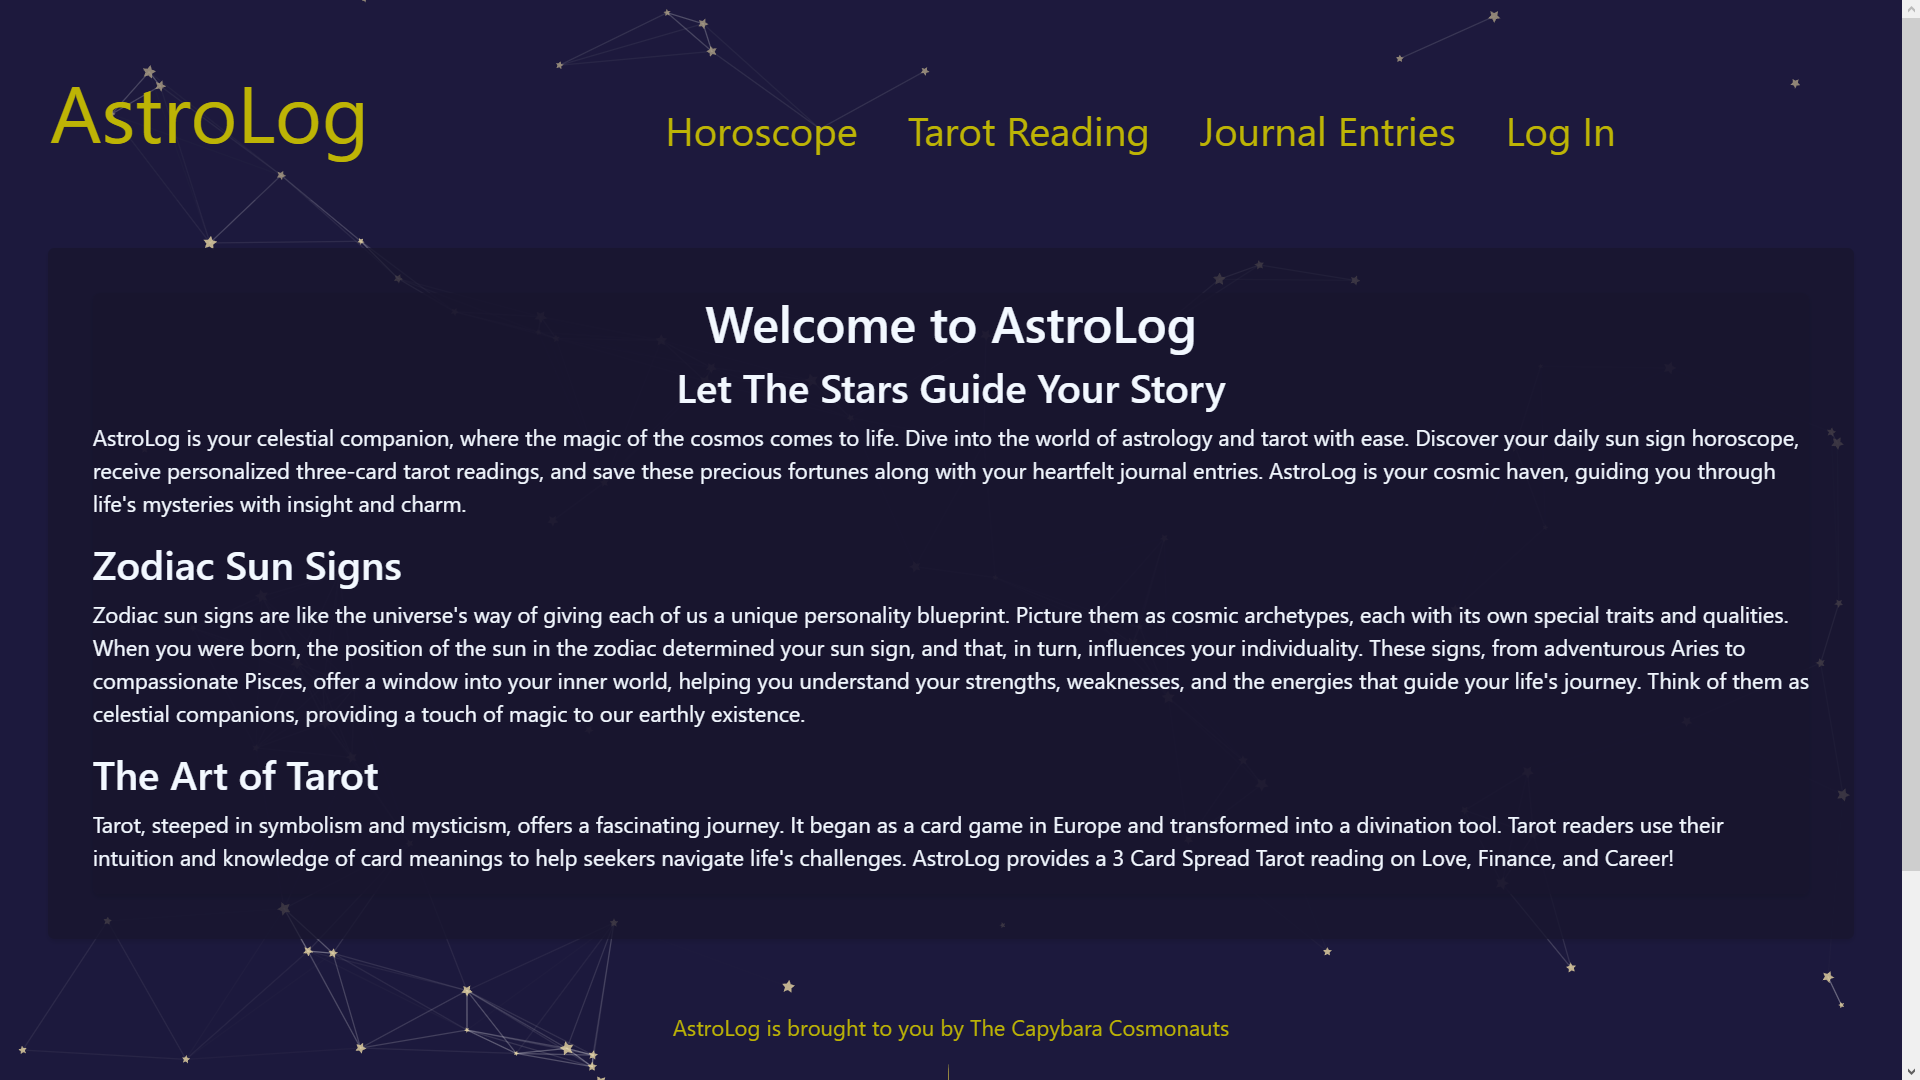 AstroLog
Horoscope Tarot Reading Journal Entries Log In
Welcome to AstroLog
Let The Stars Guide Your Story
AstroLog is your celestial companion, where the magic of the cosmos comes to life. Dive into the world of astrology and tarot with ease. Discover your daily sun sign horoscope,
receive personalized three-card tarot readings, and save these precious fortunes along with your heartfelt journal entries. AstroLog is your cosmic haven, guiding you through
life's mysteries with insight and charm.
Zodiac Sun Signs
Zodiac sun signs are like the universe's way of giving each of us a unique personality blueprint. Picture them as cosmic archetypes, each with its own special traits and qualities.
When you were born, the position of the sun in the zodiac determined your sun sign, and that, in turn, influences your individuality. These signs, from adventurous Aries to
compassionate Pisces, offer a window into your inner world, helping you understand your strengths, weaknesses, and the energies that guide your life's journey. Think of them as
celestial companions, providing a touch of magic to our earthly existence.
The Art of Tarot
Tarot, steeped in symbolism and mysticism, offers a fascinating journey. It began as a card game in Europe and transformed into a divination tool. Tarot readers use their
intuition and knowledge of card meanings to help seekers navigate life's challenges. AstroLog provides a 3 Card Spread Tarot reading on Love, Finance, and Career!
AstroLog is brought to you by The Capybara Cosmonauts